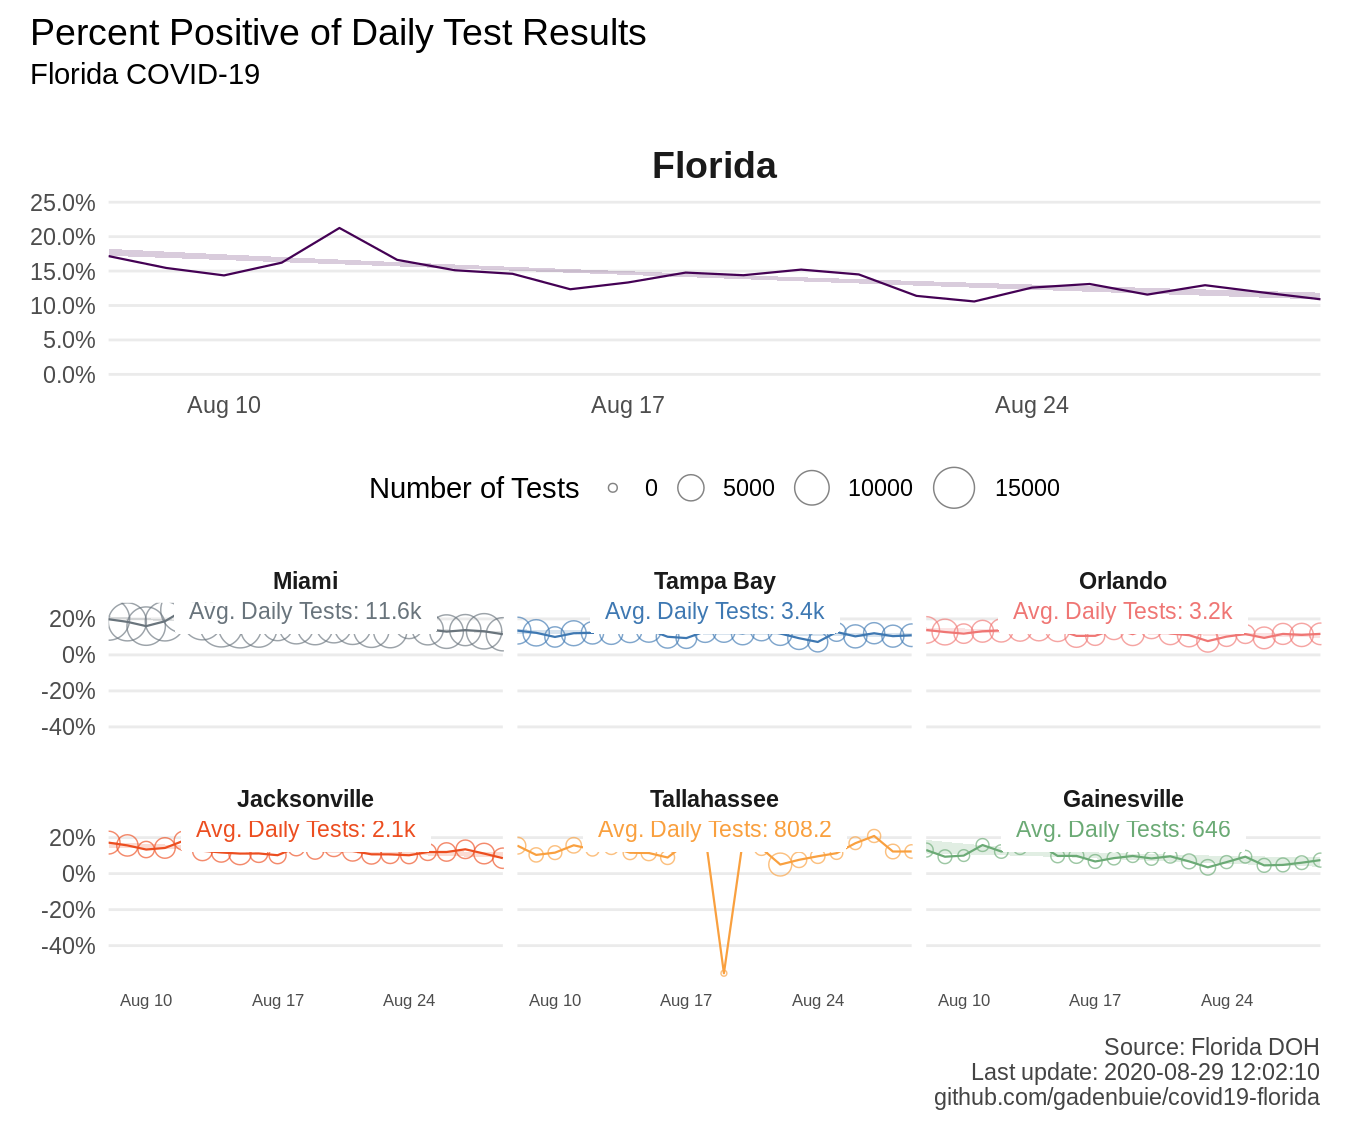 Percent Positive of Daily Test Results
Florida COVID-19
Florida
25.0%
20.0%
15.0%
10.0%
5.0%
0.0%
Aug 10 Aug 17 Aug 24
Number of Tests 0 5000 10000 15000
Miami Tampa Bay Orlando
Avg. Daily Tests: 11.6k Avg. Daily Tests: 3.4k Avg. Daily Tests: 3.2k
20%
0%
-20%
-40%
Jacksonville Tallahassee Gainesville
Avg. Daily Tests: 2.1k Avg. Daily Tests: 808.2 Avg. Daily Tests: 646
20%
0%
-20%
-40%
Aug 10 Aug 17 Aug 24 Aug 10 Aug 17 Aug 24 Aug 10 Aug 17 Aug 24
Source: Florida DOH
Last update: 2020-08-29 12:02:10
github.com/gadenbuie/covid19-florida